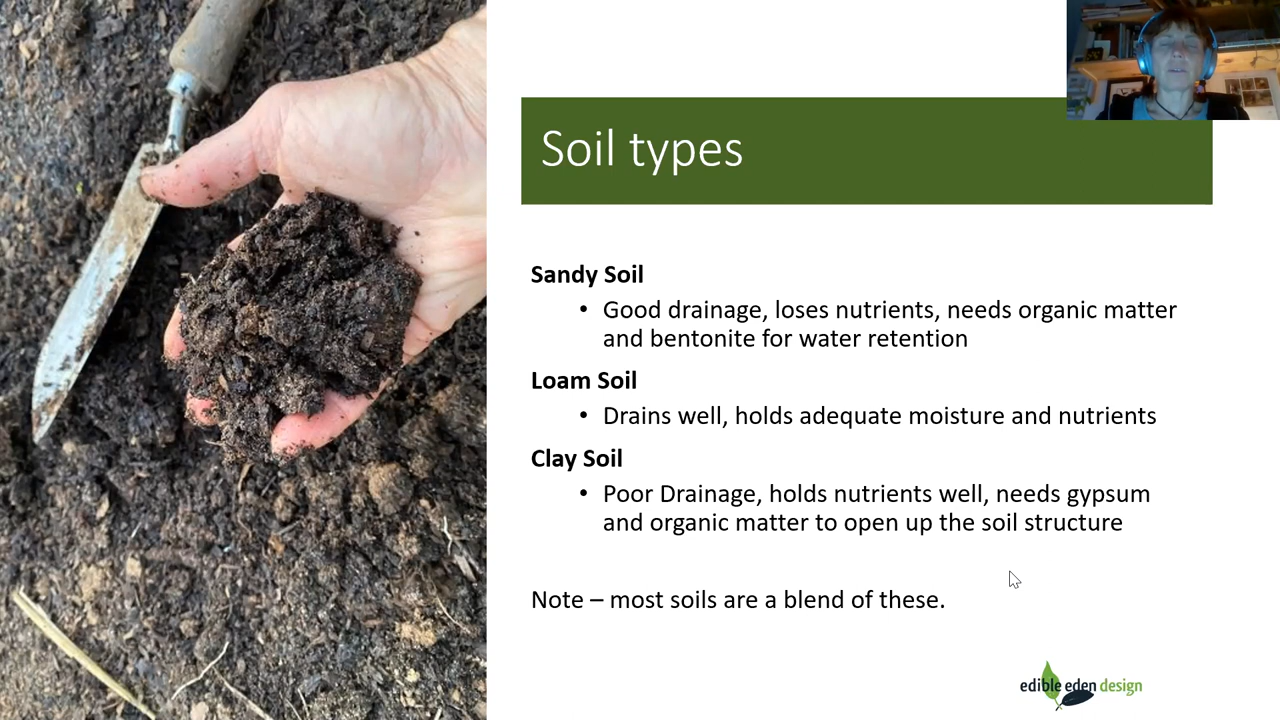 Soil types
Sandy Soil
• Good drainage, loses nutrients, needs organic matter
and bentonite for water retention
Loam Soil
• Drains well, holds adequate moisture and nutrients
Clay Soil
• Poor Drainage, holds nutrients well, needs gypsum
and organic matter to open up the soil structure
Note – most soils are a blend of these.
edible eden design